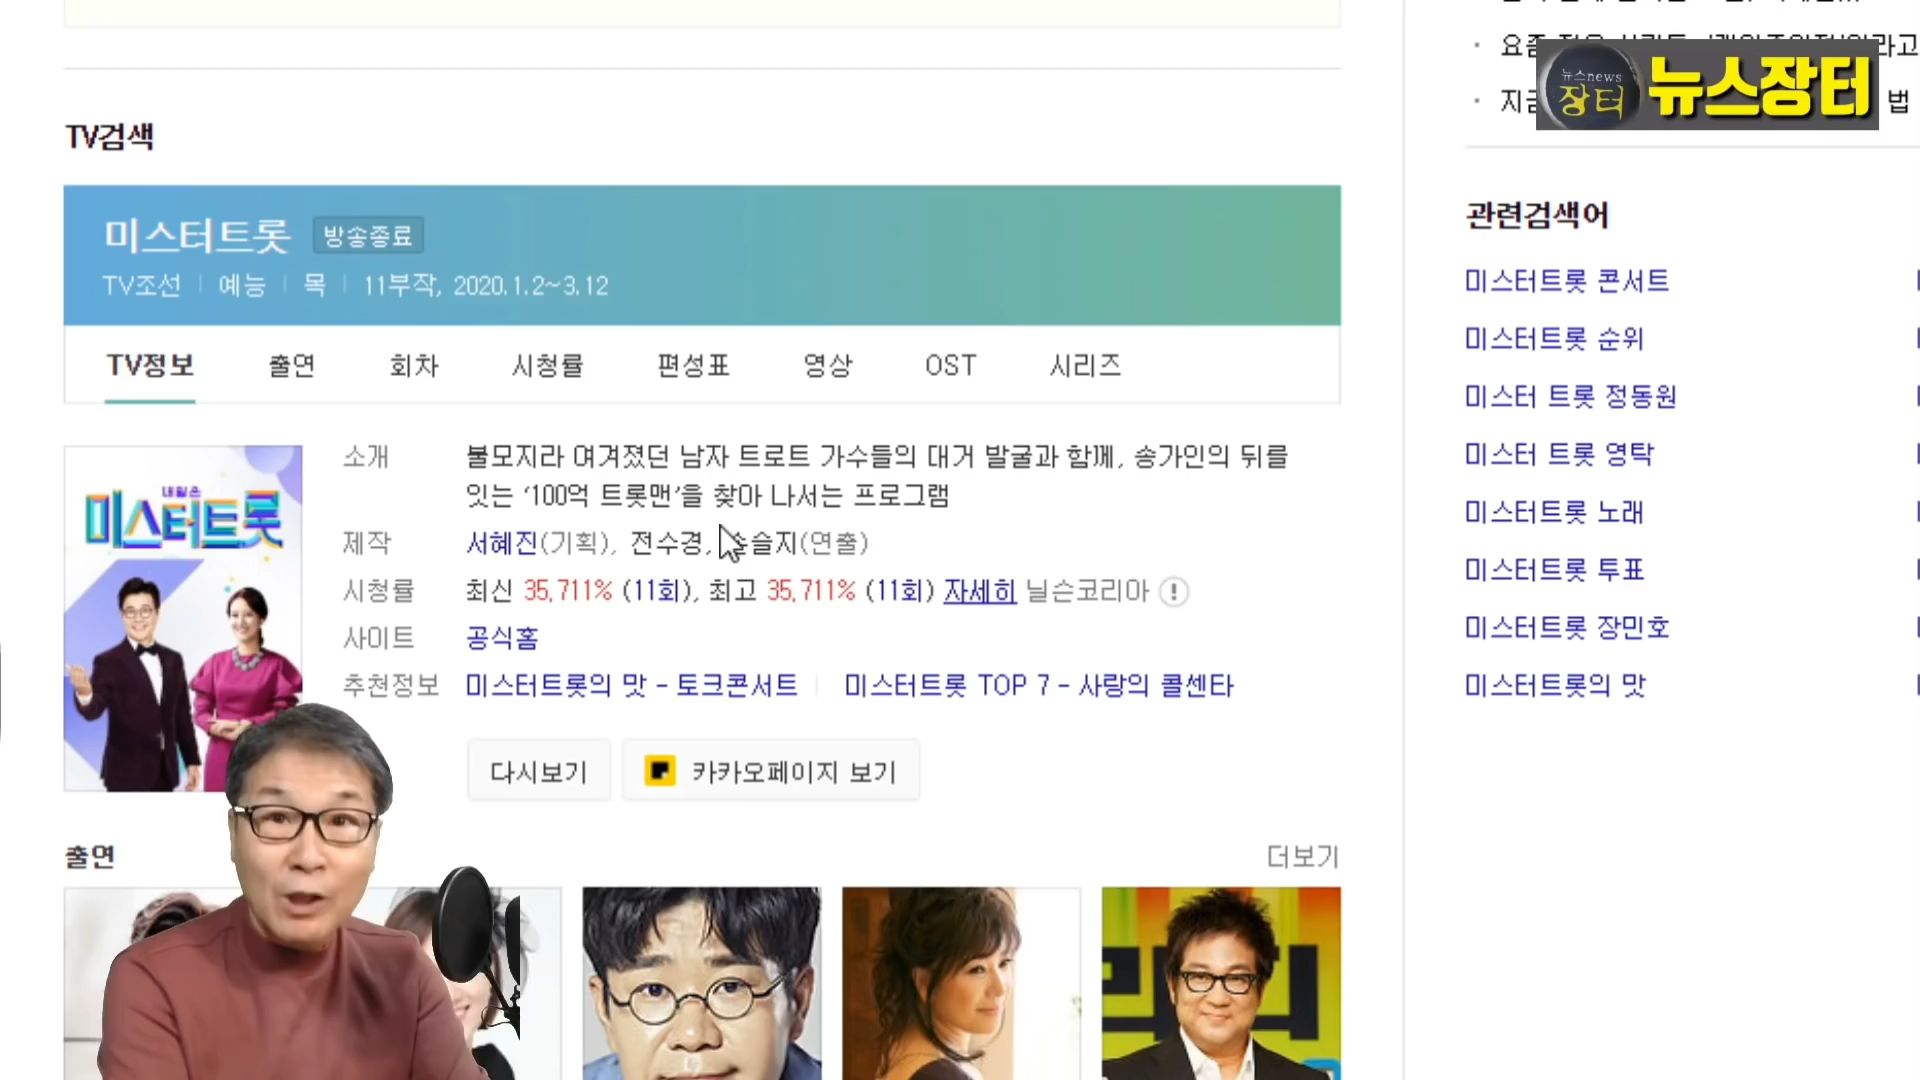 뉴스news
장터
뉴스장터
법
TV검색
미스터트롯 방송종료
TV조선 예능 목 11부작, 2020.1.2~3.12
TV정보 출연 회차 시청률 편성표 영상 OST 시리즈
내일은
미스터트롯
소개 불모지라 여겨졌던 남자 트로트 가수들의 대거 발굴과 함께, 송가인의 뒤를
잇는 '100억 트롯맨'을 찾아 나서는 프로그램
제작 서혜진(기획), 전수경, 슬지(연출)
시청률 최신 35,711% (11회), 최고 35,711% (11회) 자세히 닐슨코리아
사이트 공식홈
추천정보 미스터트롯의 맛 - 토크콘서트 미스터트롯 TOP 7 - 사랑의 콜센타
다시보기 카카오페이지 보기
출연 더보기
관련검색어
미스터트롯 콘서트
미스터트롯 순위
미스터 트롯 정동원
미스터 트롯 영탁
미스터트롯 노래
미스터트롯 투표
미스터트롯 장민호
미스터트롯의 맛